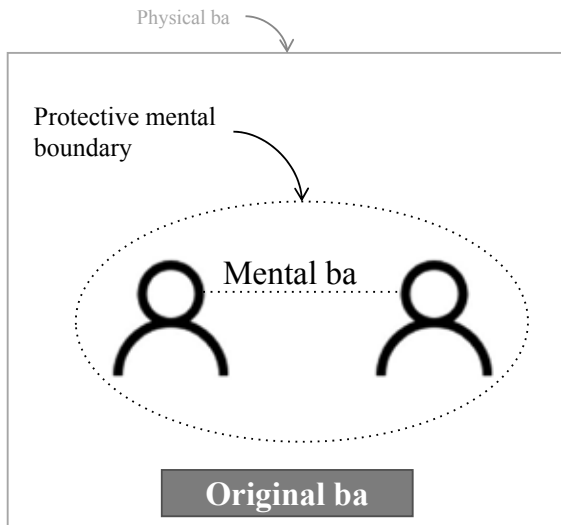 Physical ba
Protective mental
boundary
Mental ba
Original ba